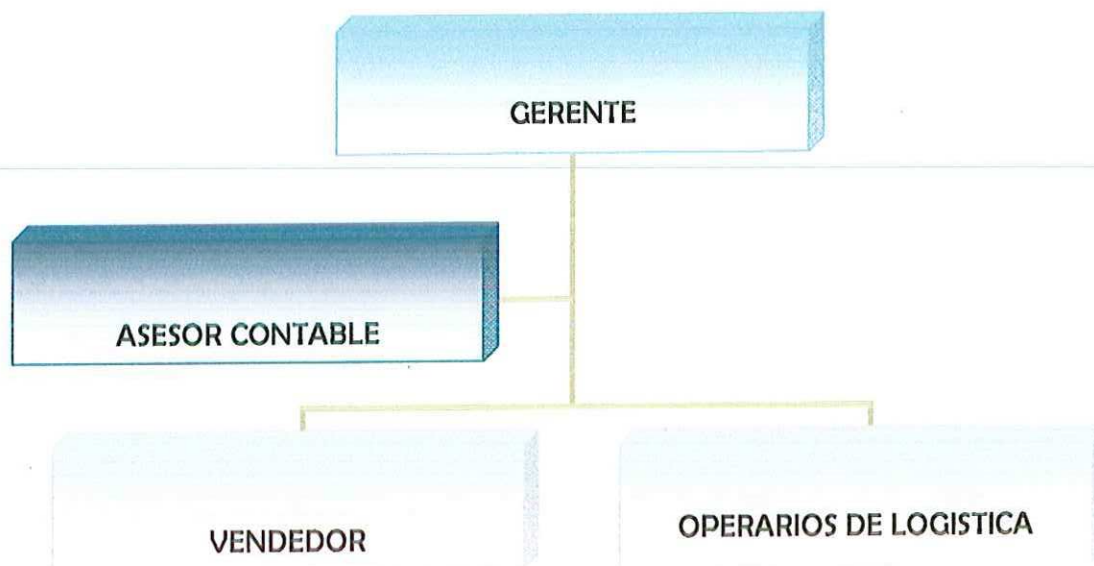 GERENTE
ASESOR CONTABLE
VENDEDOR
OPERARIOS DE LOGISTICA